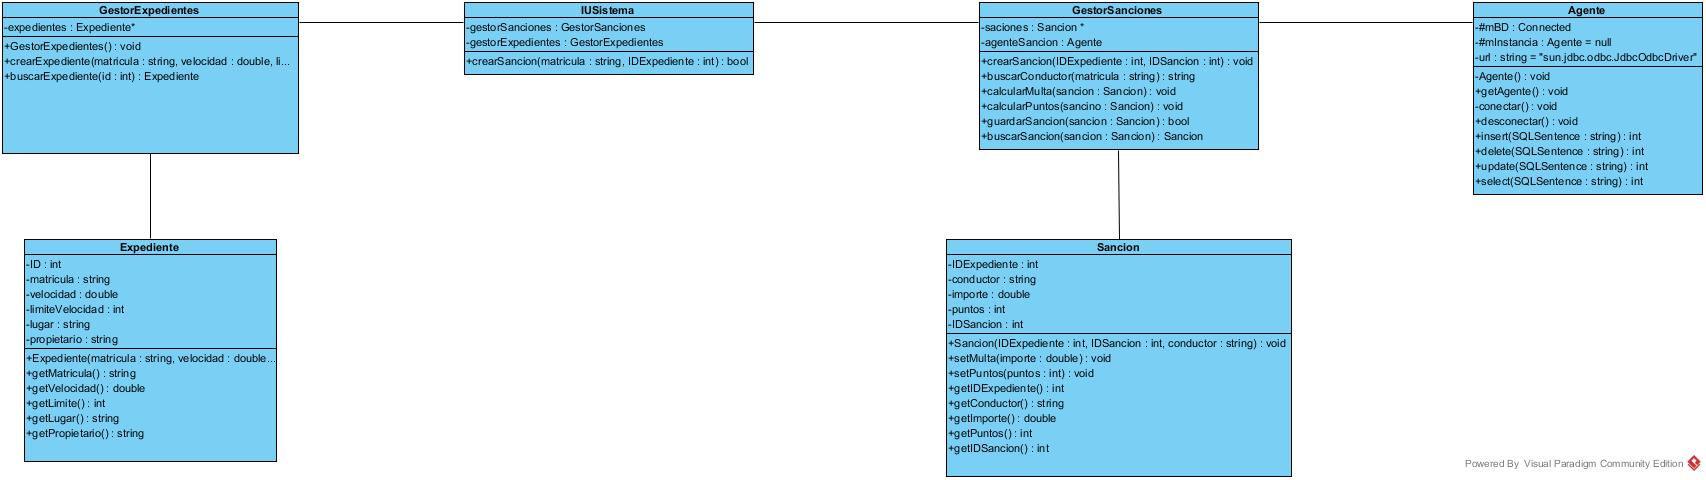 GestorExpedientes
-expedientes : Expediente*
+GestorExpedientes() : void
+crearExpediente(matricula : string, velocidad : double, li...
+buscarExpediente(id : int) : Expediente
IUSistema
-gestorSanciones : GestorSanciones
-gestorExpedientes : GestorExpedientes
+crearSancion(matricula : string, IDExpediente : int) : bool
GestorSanciones
-saciones : Sancion *
-agenteSancion : Agente
+crearSancion(IDExpediente : int, IDSancion : int) : void
+buscarConductor(matricula : string) : string
+calcularMulta(sancion : Sancion) : void
+calcularPuntos(sancino : Sancion) : void
+guardarSancion(sancion : Sancion) : bool
+buscarSancion(sancion : Sancion) : Sancion
Agente
-#mBD : Connected
-#mInstancia : Agente = null
-url : string = "sun.jdbc.odbc.JdbcOdbcDriver"
-Agente() : void
+getAgente() : void
-conectar() : void
+desconectar() : void
+insert(SQLSentence : string) : int
+delete(SQLSentence : string) : int
+update(SQLSentence : string) : int
+select(SQLSentence : string) : int
Expediente
-ID : int
-matricula : string
-velocidad : double
-limiteVelocidad : int
-lugar : string
-propietario : string
+Expediente(matricula : string, velocidad : double...
+getMatricula() : string
+getVelocidad() : double
+getLimite() : int
+getLugar() : string
+getPropietario() : string
Sancion
-IDExpediente : int
-conductor : string
-importe : double
-puntos : int
-IDSancion : int
+Sancion(IDExpediente : int, IDSancion : int, conductor : string) : void
+setMulta(importe : double) : void
+setPuntos(puntos : int) : void
+getIDExpediente() : int
+getConductor() : string
+getImporte() : double
+getPuntos() : int
+getIDSancion() : int
Powered By Visual Paradigm Community Edition